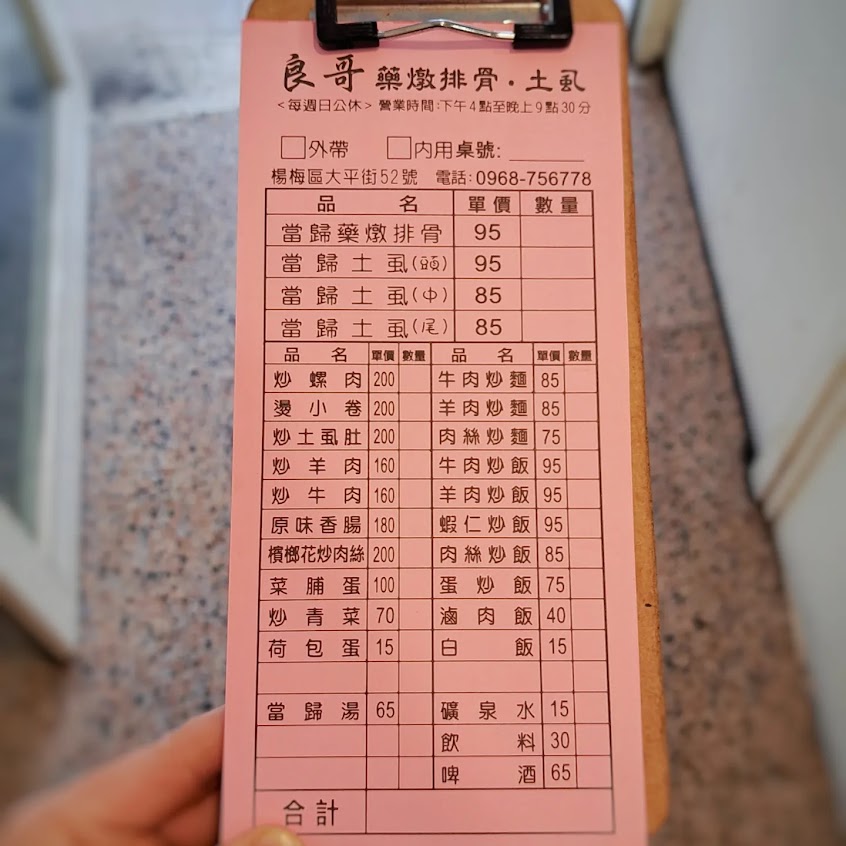 良哥 藥燉排骨．土虱
<每週日公休> 營業時間:下午4點至晚上9點30分
□外帶 □內用桌號:______
楊梅區大平街52號 電話:0968-756778
品名 單價 數量
當歸藥燉排骨 95
當歸土虱(頭) 95
當歸土虱(中) 85
當歸土虱(尾) 85
品名 單價 數量 品名 單價 數量
炒螺肉 200 牛肉炒麵 85
燙小卷 200 羊肉炒麵 85
炒土虱肚 200 肉絲炒麵 75
炒羊肉 160 牛肉炒飯 95
炒牛肉 160 羊肉炒飯 95
原味香腸 180 蝦仁炒飯 95
檳榔花炒肉絲 200 肉絲炒飯 85
菜脯蛋 100 蛋炒飯 75
炒青菜 70 滷肉飯 40
荷包蛋 15 白飯 15
當歸湯 65 礦泉水 15
飲料 30
啤酒 65
合計